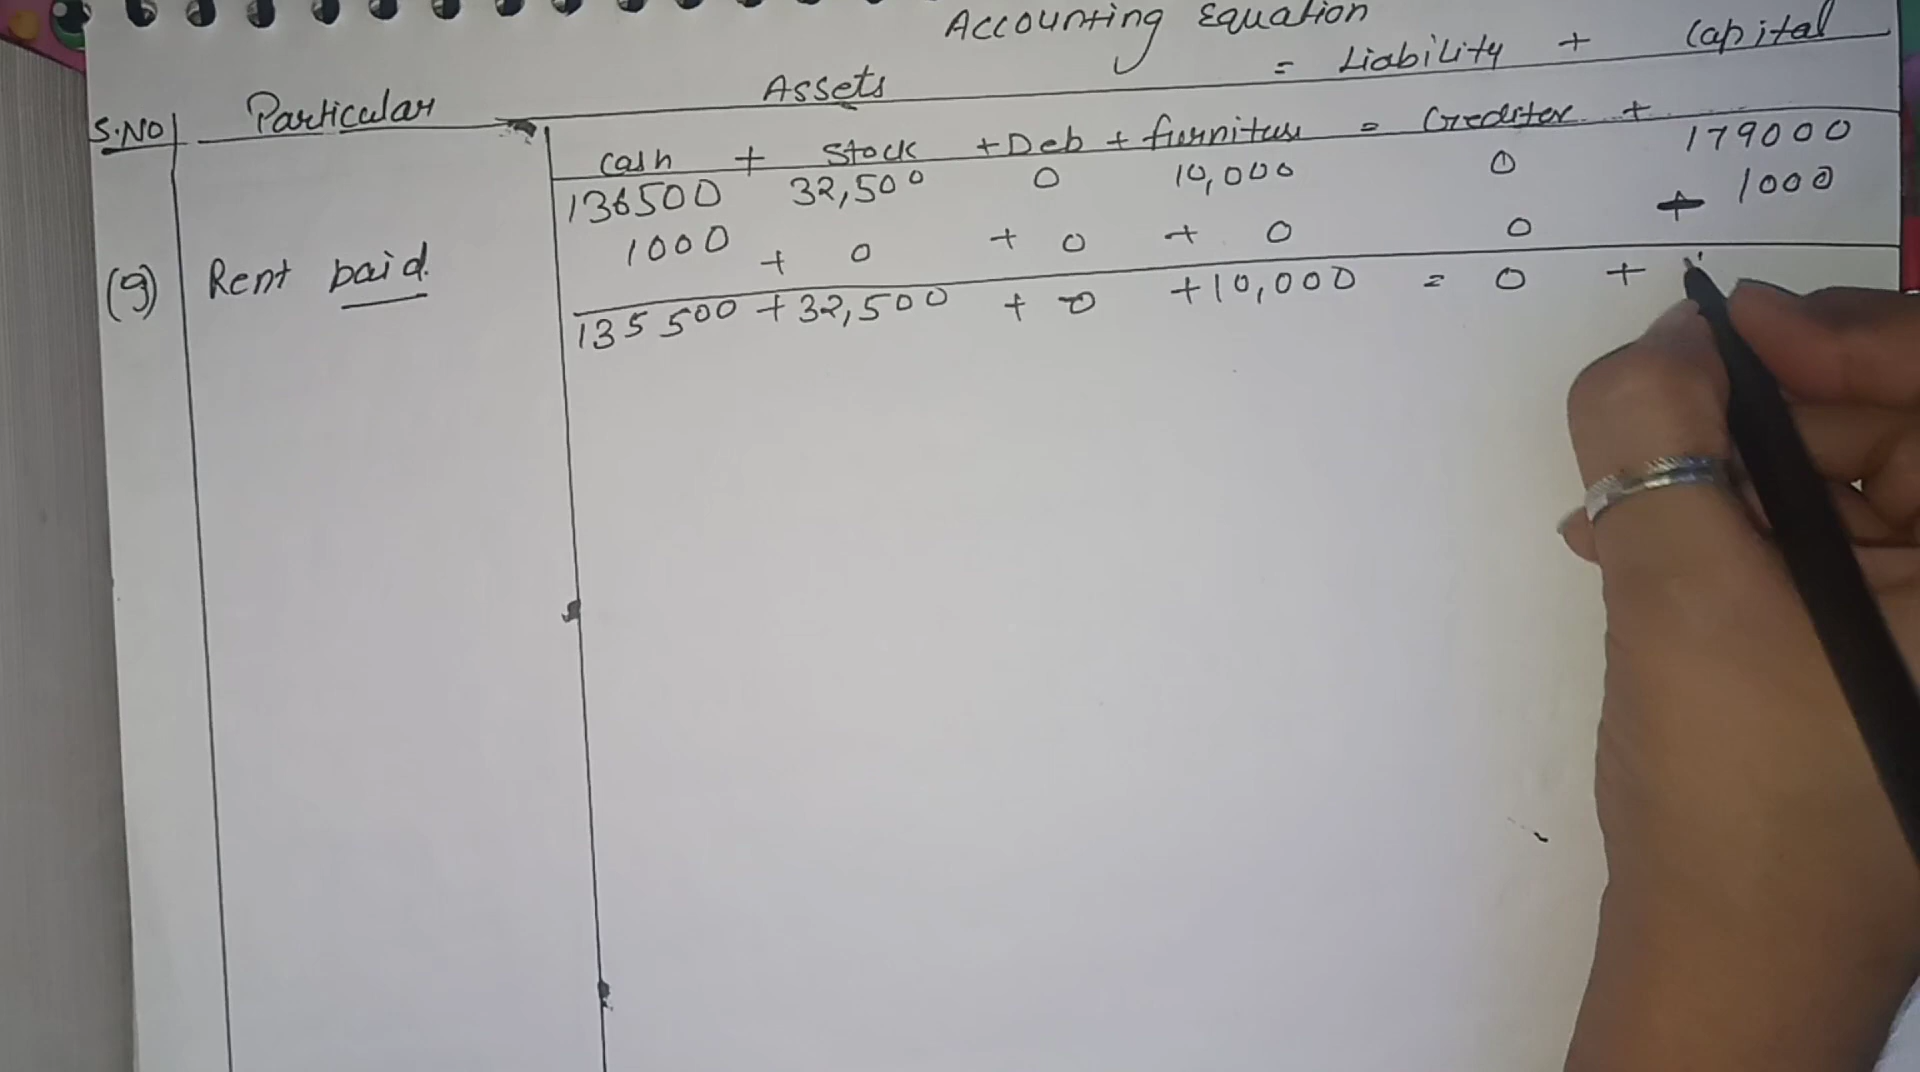 Accounting Equation
S.NO Particular Assets = Liability + Capital
Cash + Stock + Deb + furniture = Crediter +
136500 32,500 0 10,000 0 179000
(9) Rent paid. 1000 + 0 + 0 + 0 0 + 1000
135500 + 32,500 + 0 + 10,000 = 0 +